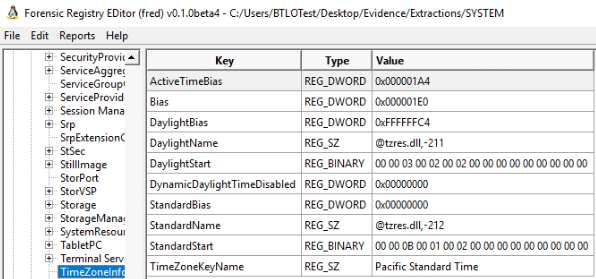 Forensic Registry EDitor (fred) v0.1.0beta4 - C:/Users/BTLOTest/Desktop/Evidence/Extractions/SYSTEM
File Edit Reports Help
SecurityProvic
ServiceAggreg
ServiceGroupO
ServiceProvid
Session Mana
Srp
SrpExtensionC
StSec
StillImage
StorPort
StorVSP
Storage
StorageManag
SystemResour
TabletPC
Terminal Serve
TimeZoneInfo
Key Type Value
ActiveTimeBias REG_DWORD 0x000001A4
Bias REG_DWORD 0x000001E0
DaylightBias REG_DWORD 0xFFFFFFC4
DaylightName REG_SZ @tzres.dll,-211
DaylightStart REG_BINARY 00 00 03 00 02 00 02 00 00 00 00 00 00 00 00 00
DynamicDaylightTimeDisabled REG_DWORD 0x00000000
StandardBias REG_DWORD 0x00000000
StandardName REG_SZ @tzres.dll,-212
StandardStart REG_BINARY 00 00 0B 00 01 00 02 00 00 00 00 00 00 00 00 00
TimeZoneKeyName REG_SZ Pacific Standard Time